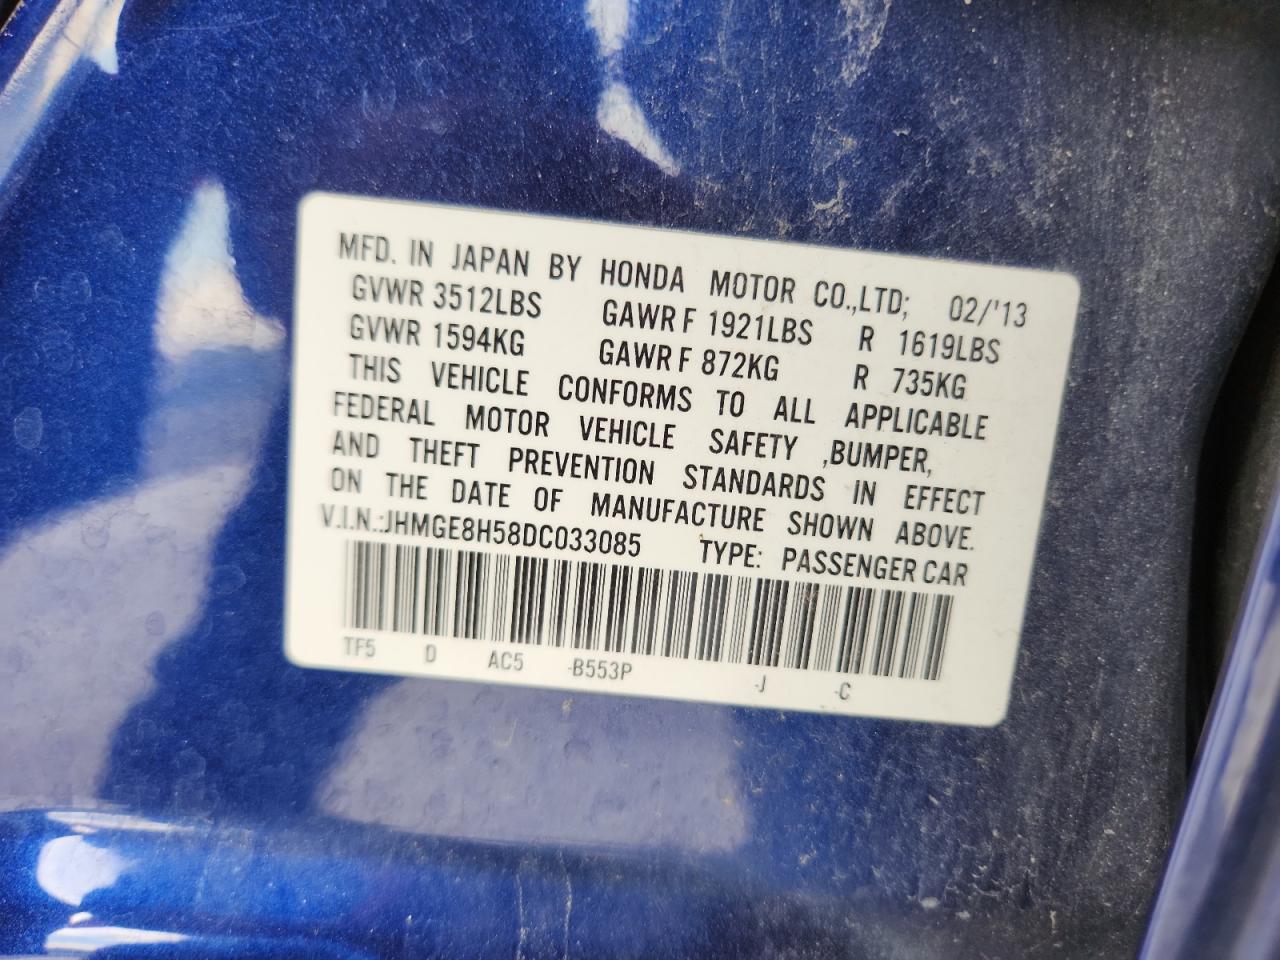 MFD. IN JAPAN BY HONDA MOTOR CO.,LTD; 02/'13
GVWR 3512LBS GAWR F 1921LBS R 1619LBS
GVWR 1594KG GAWR F 872KG R 735KG
THIS VEHICLE CONFORMS TO ALL APPLICABLE
FEDERAL MOTOR VEHICLE SAFETY ,BUMPER,
AND THEFT PREVENTION STANDARDS IN EFFECT
ON THE DATE OF MANUFACTURE SHOWN ABOVE.
V.I.N.:JHMGE8H58DC033085 TYPE: PASSENGER CAR
TF5 D AC5 -B553P -J -C